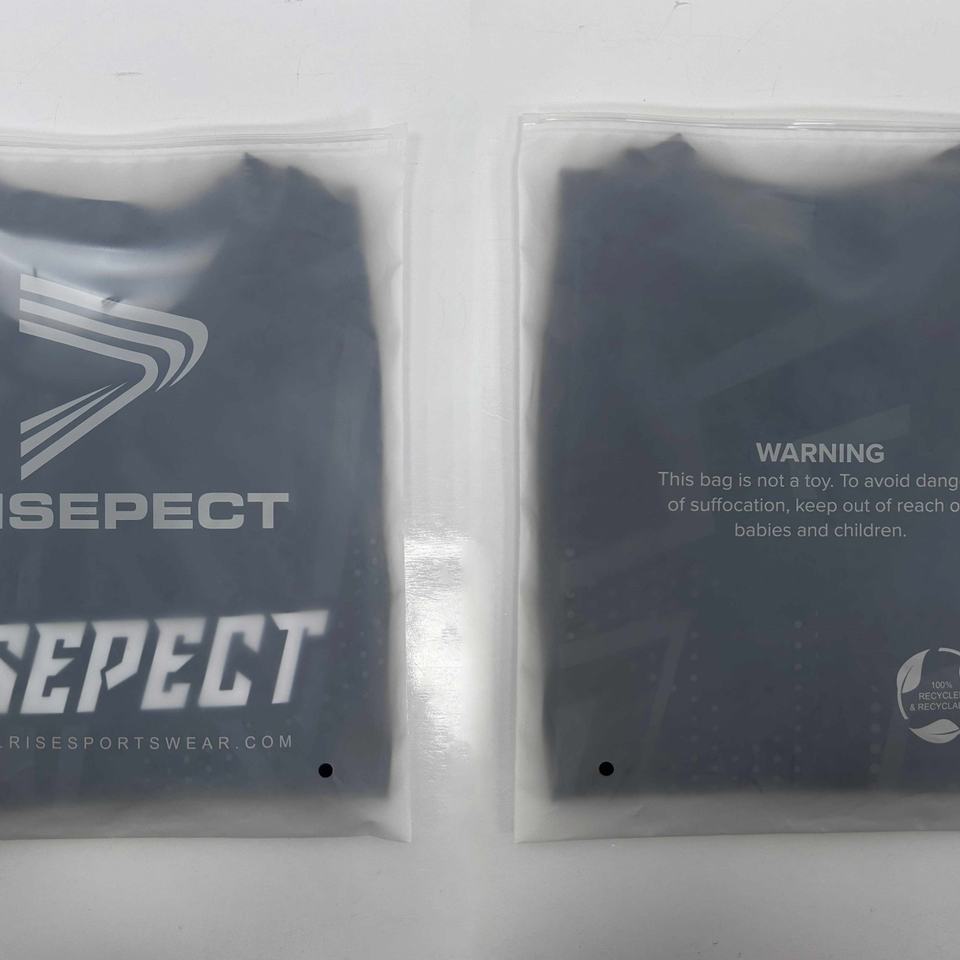 ISEPECT
SEPECT
.RISESPORTSWEAR.COM
WARNING
This bag is not a toy. To avoid dang
of suffocation, keep out of reach o
babies and children.
100%
RECYCLE
& RECYCLA